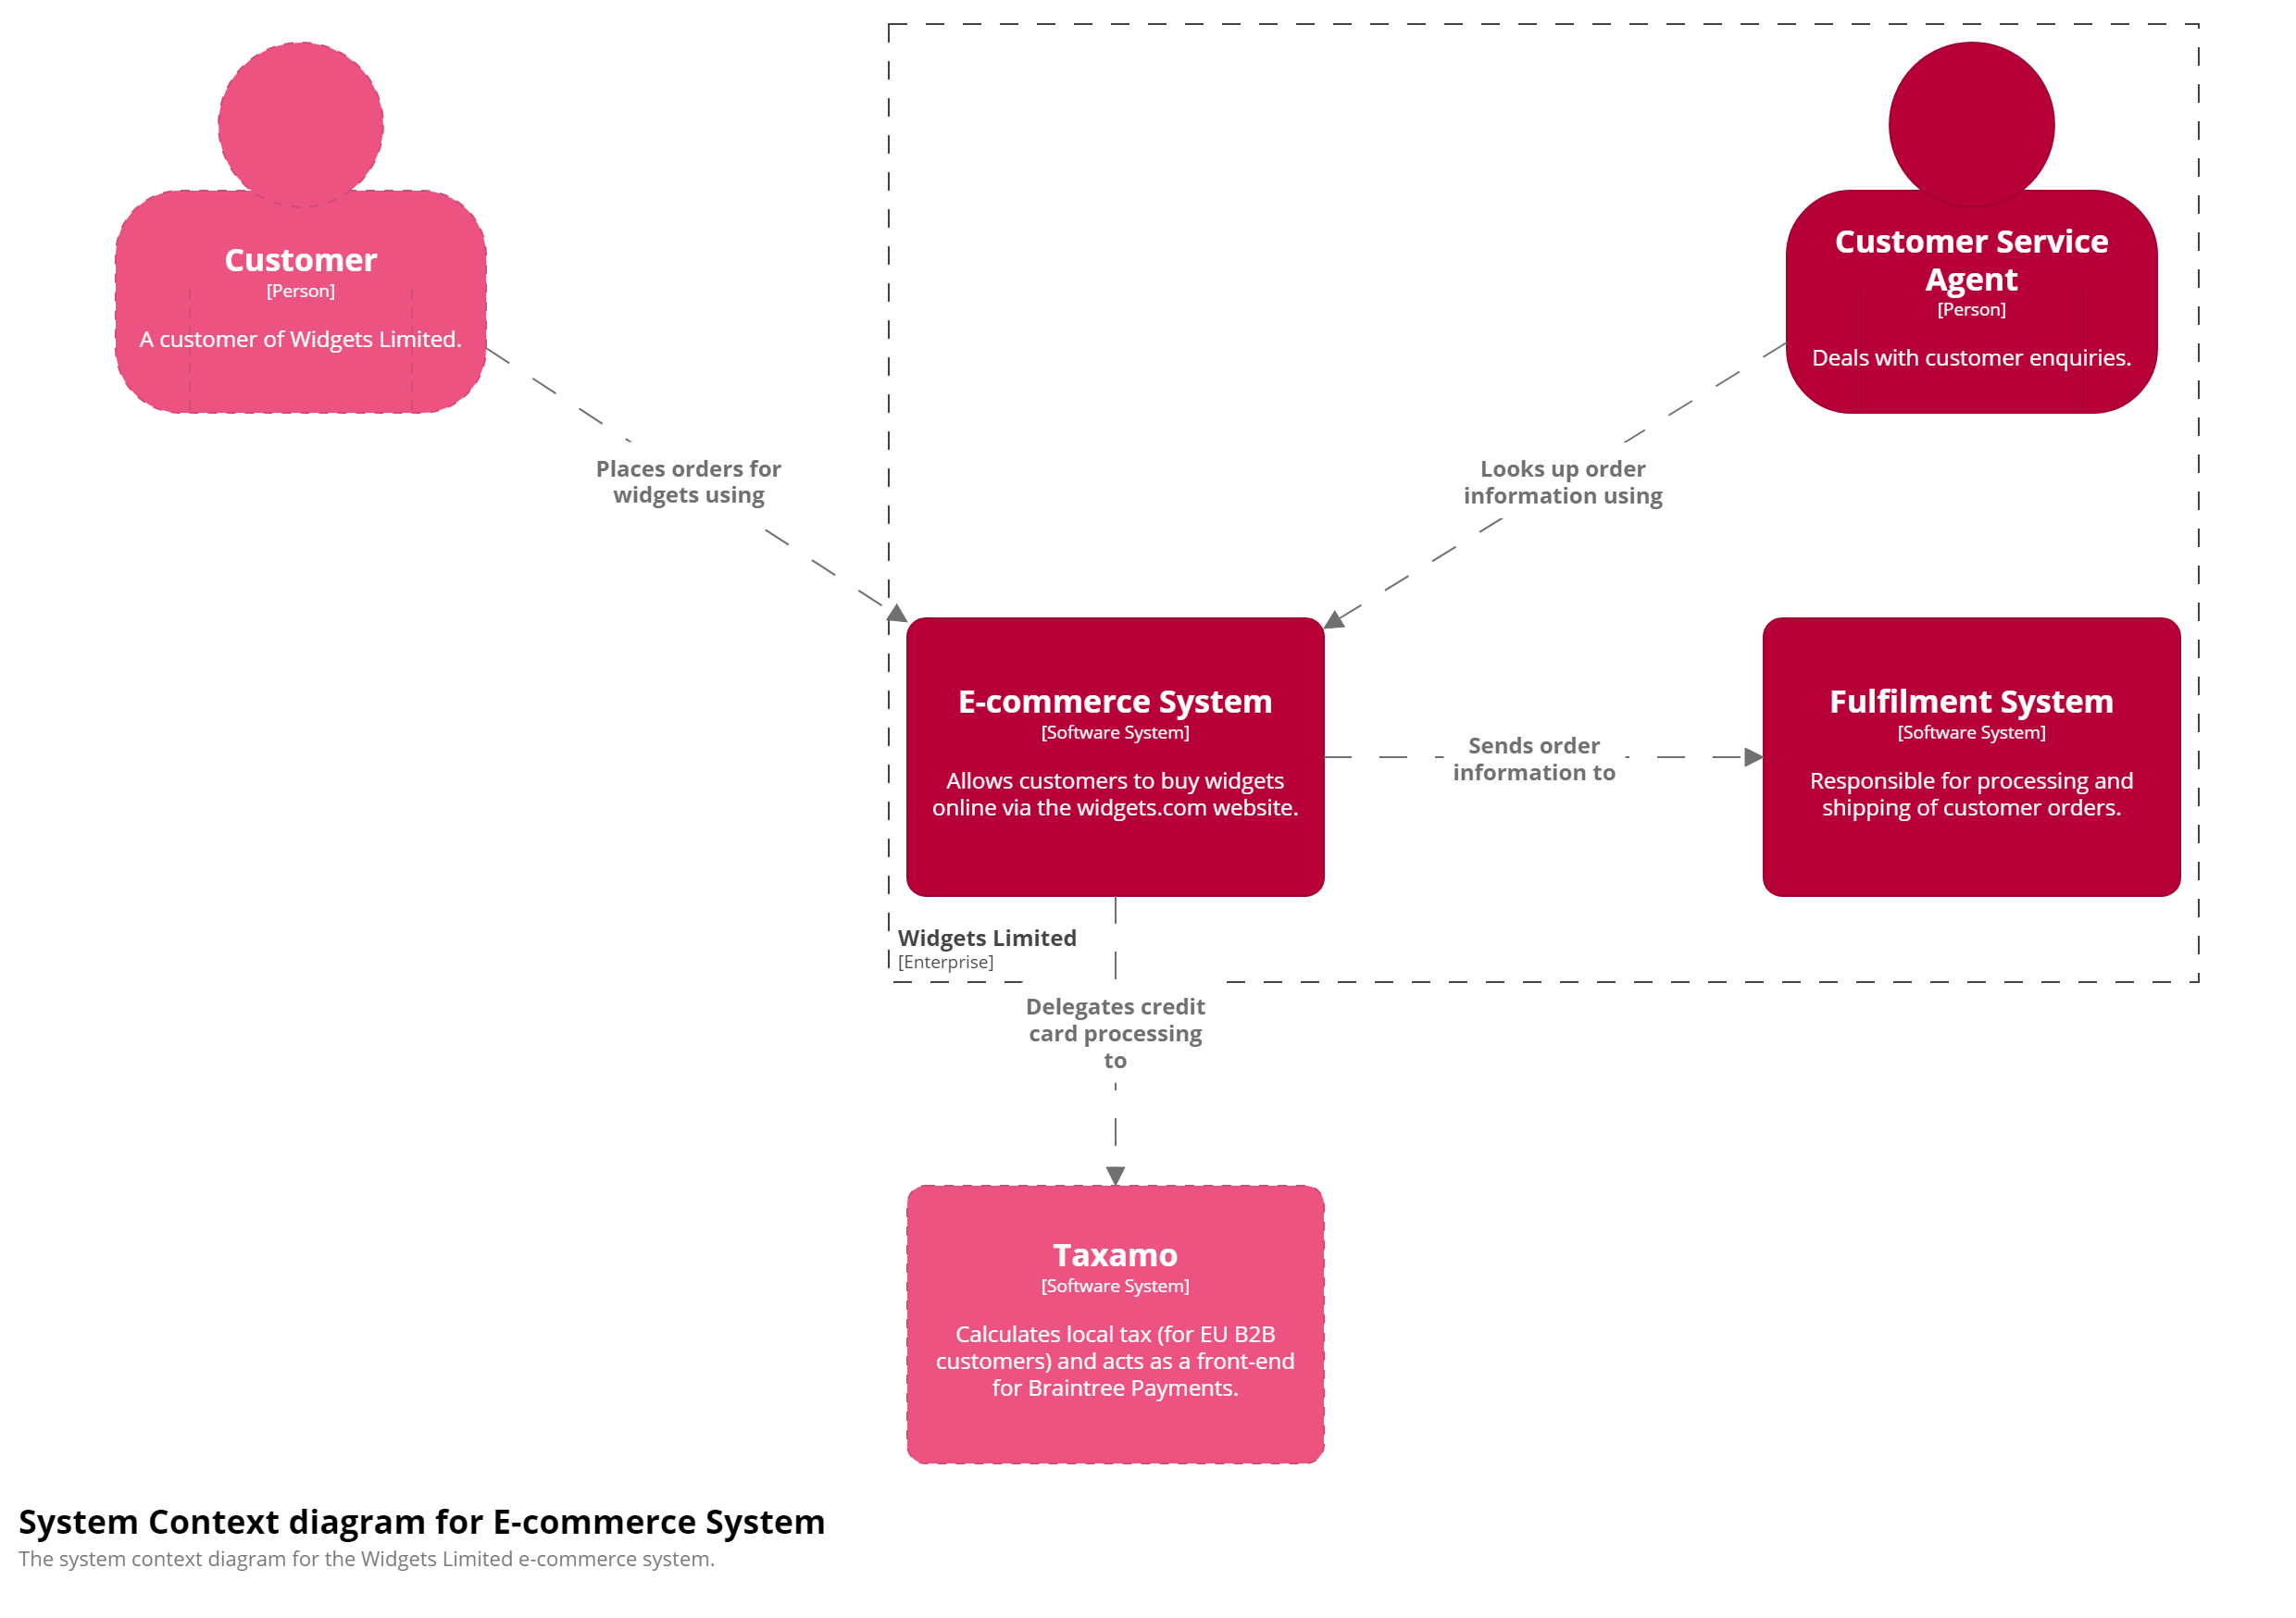 Customer
[Person]
A customer of Widgets Limited.
Customer Service
Agent
[Person]
Deals with customer enquiries.
Places orders for
widgets using
Looks up order
information using
E-commerce System
[Software System]
Allows customers to buy widgets
online via the widgets.com website.
Sends order
information to
Fulfilment System
[Software System]
Responsible for processing and
shipping of customer orders.
Widgets Limited
[Enterprise]
Delegates credit
card processing
to
Taxamo
[Software System]
Calculates local tax (for EU B2B
customers) and acts as a front-end
for Braintree Payments.
System Context diagram for E-commerce System
The system context diagram for the Widgets Limited e-commerce system.